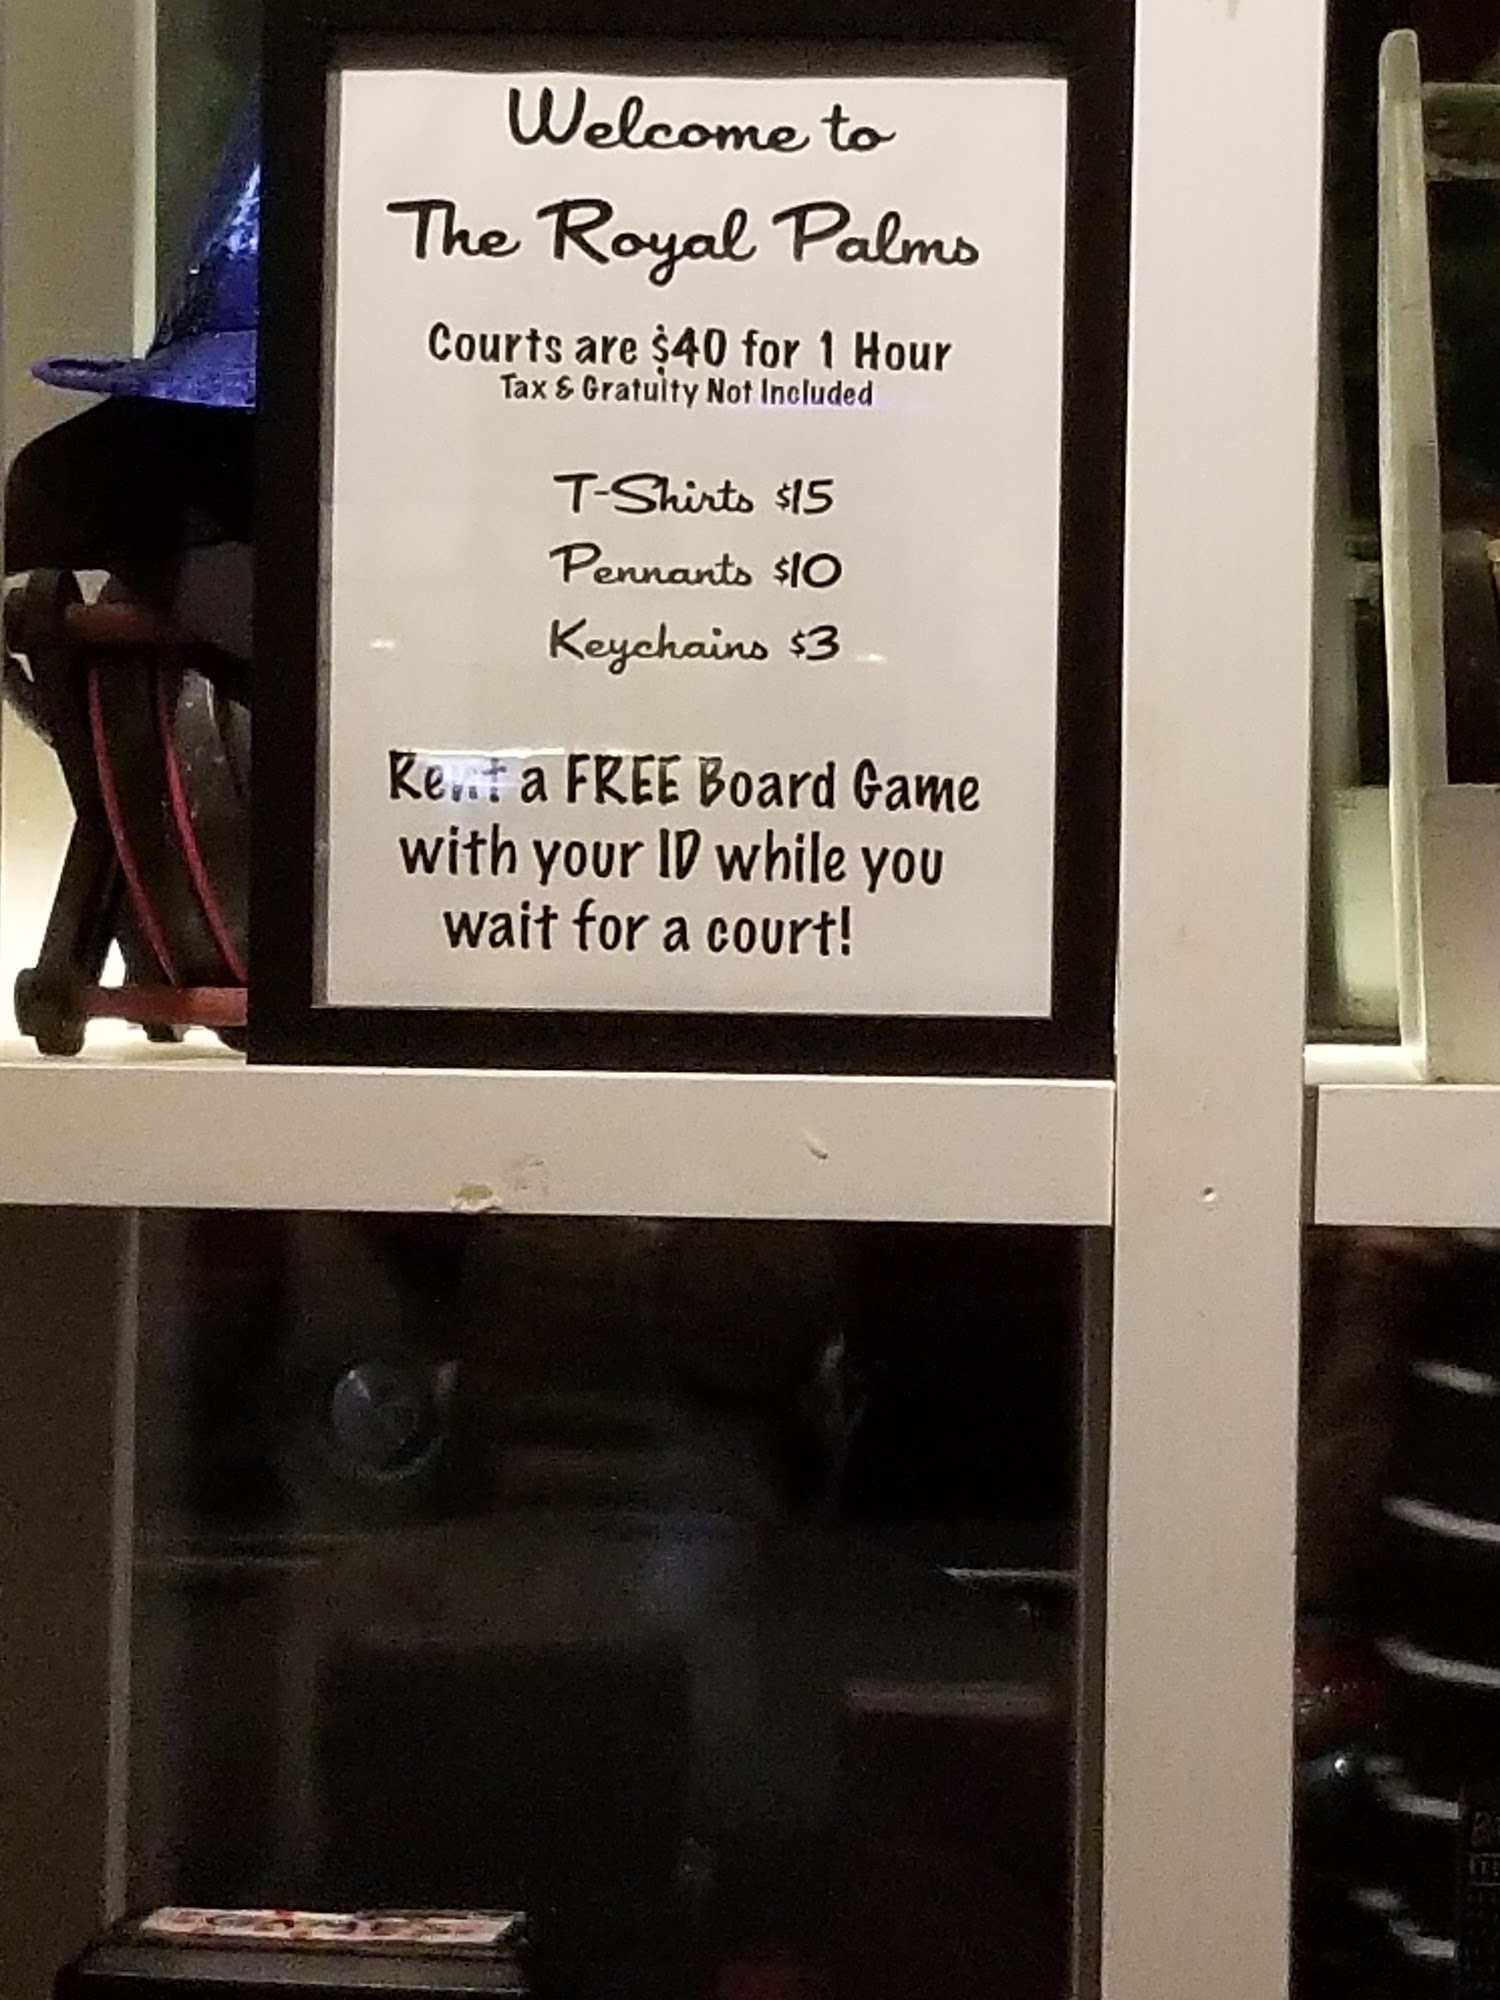 Welcome to
The Royal Palms
Courts are $40 for 1 Hour
Tax & Gratuity Not Included
T-Shirts $15
Pennants $10
Keychains $3
Rent a FREE Board Game
with your ID while you
wait for a court!